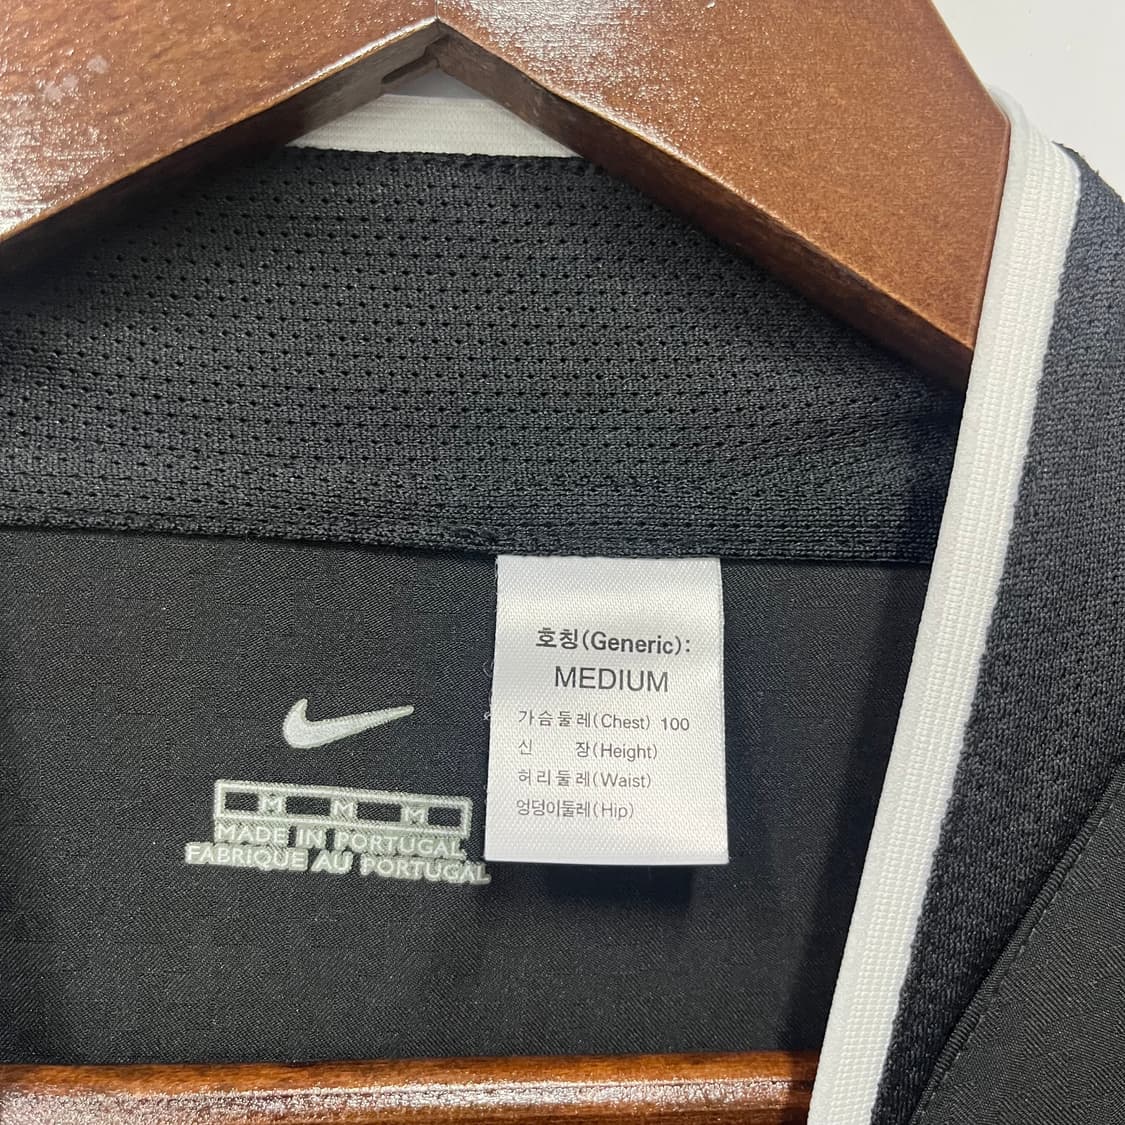 호칭(Generic):
MEDIUM
가슴둘레(Chest) 100
신 장(Height)
허리둘레(Waist)
엉덩이둘레(Hip)
M M M
MADE IN PORTUGAL
FABRIQUE AU PORTUGAL